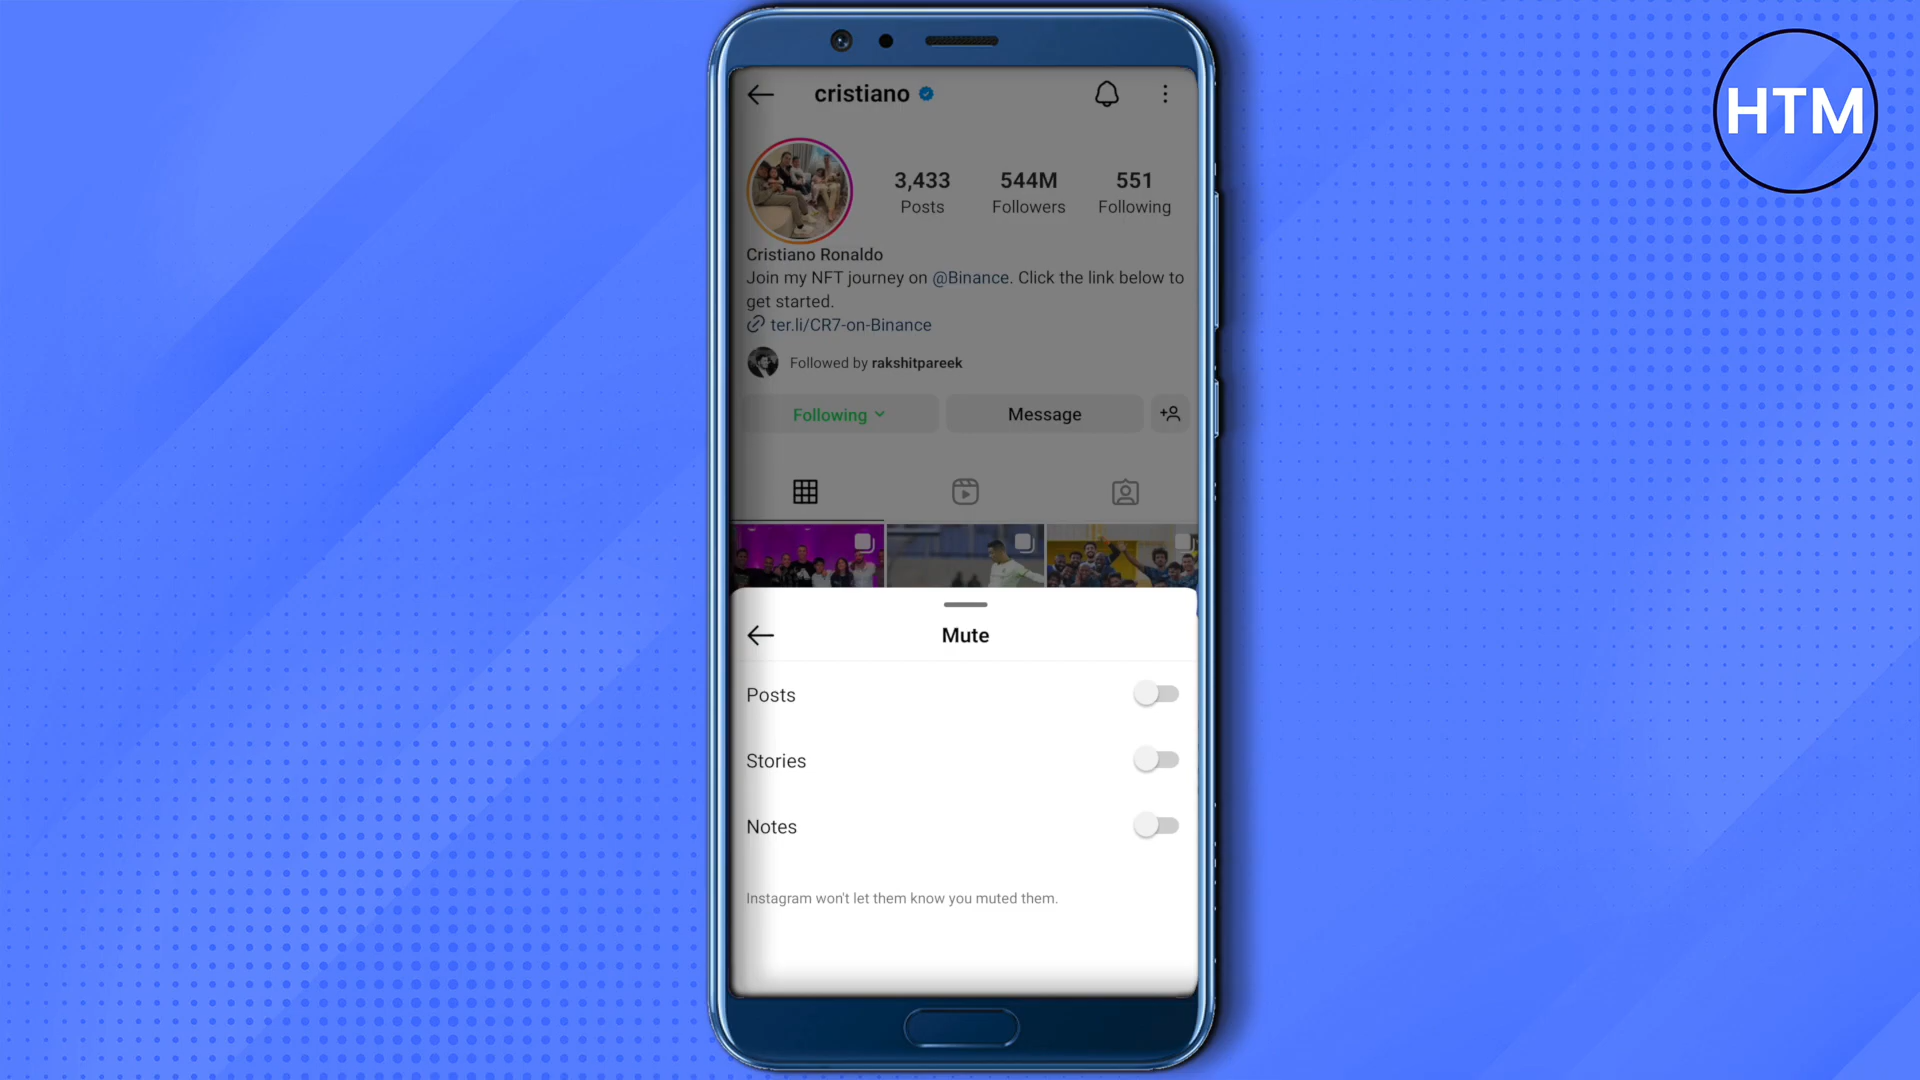 HTM
cristiano
3,433 544M 551
Posts Followers Following
Cristiano Ronaldo
Join my NFT journey on @Binance. Click the link below to
get started.
ter.li/CR7-on-Binance
Followed by rakshitpareek
Following Message
Mute
Posts
Stories
Notes
Instagram won't let them know you muted them.